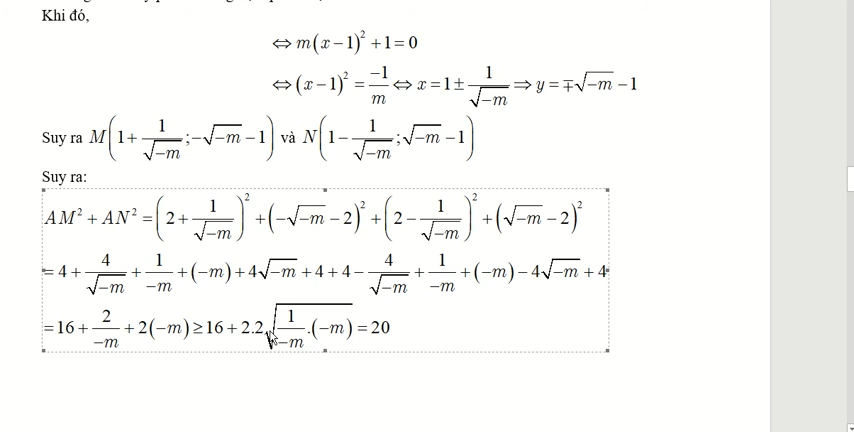 Khi đó,
⇔ m(x−1)² + 1 = 0
⇔ (x−1)² = −1/m ⇔ x = 1 ± 1/√(−m) ⇒ y = ∓√(−m) − 1
Suy ra M(1 + 1/√(−m) ; −√(−m) − 1) và N(1 − 1/√(−m) ; √(−m) − 1)
Suy ra:
AM² + AN² = (2 + 1/√(−m))² + (−√(−m) − 2)² + (2 − 1/√(−m))² + (√(−m) − 2)²
= 4 + 4/√(−m) + 1/(−m) + (−m) + 4√(−m) + 4 + 4 − 4/√(−m) + 1/(−m) + (−m) − 4√(−m) + 4
= 16 + 2/(−m) + 2(−m) ≥ 16 + 2.2√(1/(−m) . (−m)) = 20